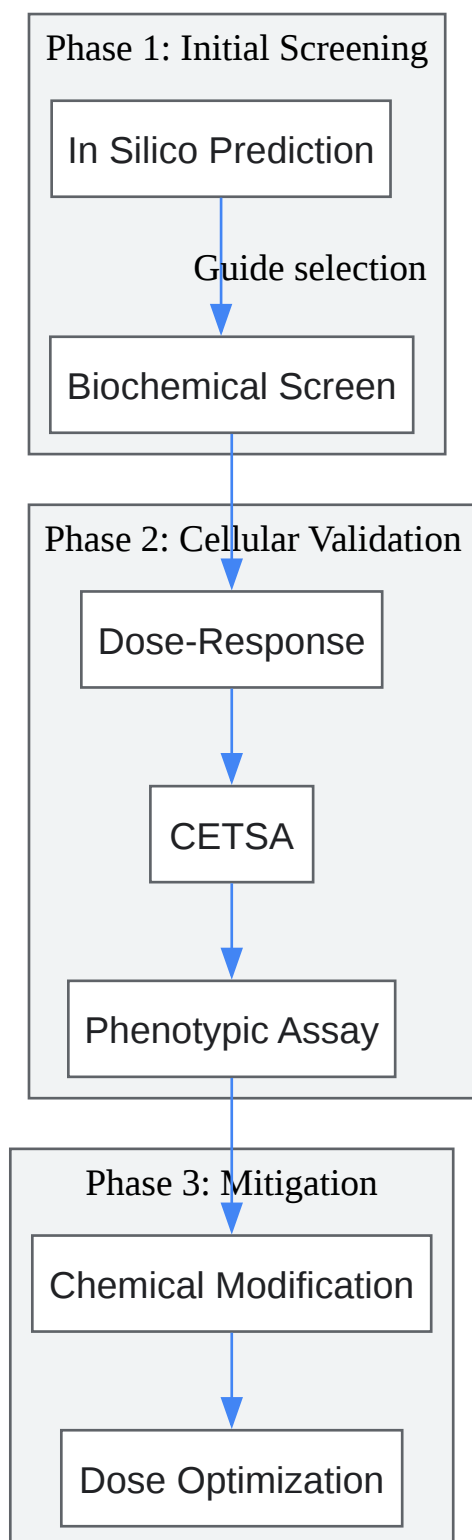 Phase 1: Initial Screening
In Silico Prediction
Guide selection
Biochemical Screen
Phase 2: Cellular Validation
Dose-Response
CETSA
Phenotypic Assay
Phase 3: Mitigation
Chemical Modification
Dose Optimization